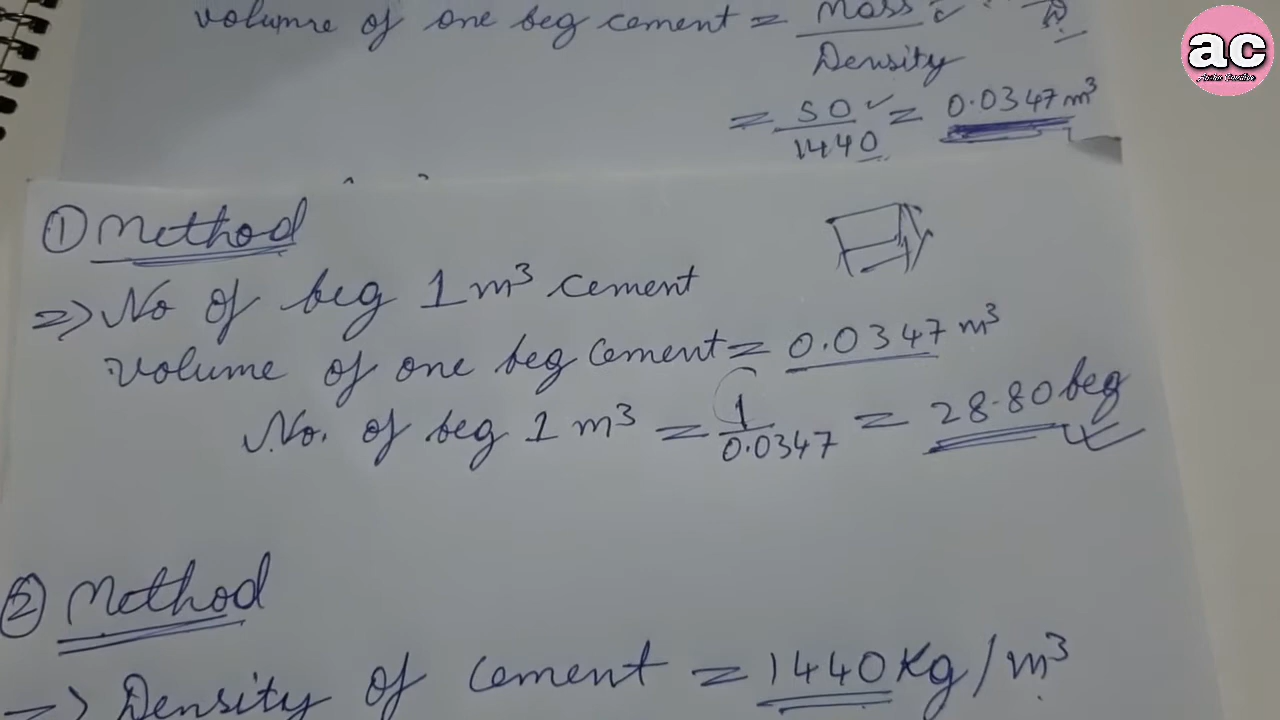 volumre of one beg cement = Mass
Density
= 50 = 0.0347 m³
1440
① Method
=> No of beg 1 m³ cement
Volume of one beg cement = 0.0347 m³
No. of beg 1 m³ = 1 = 28.80 beg
0.0347
② Method
=> Density of cement = 1440 Kg/m³
ac